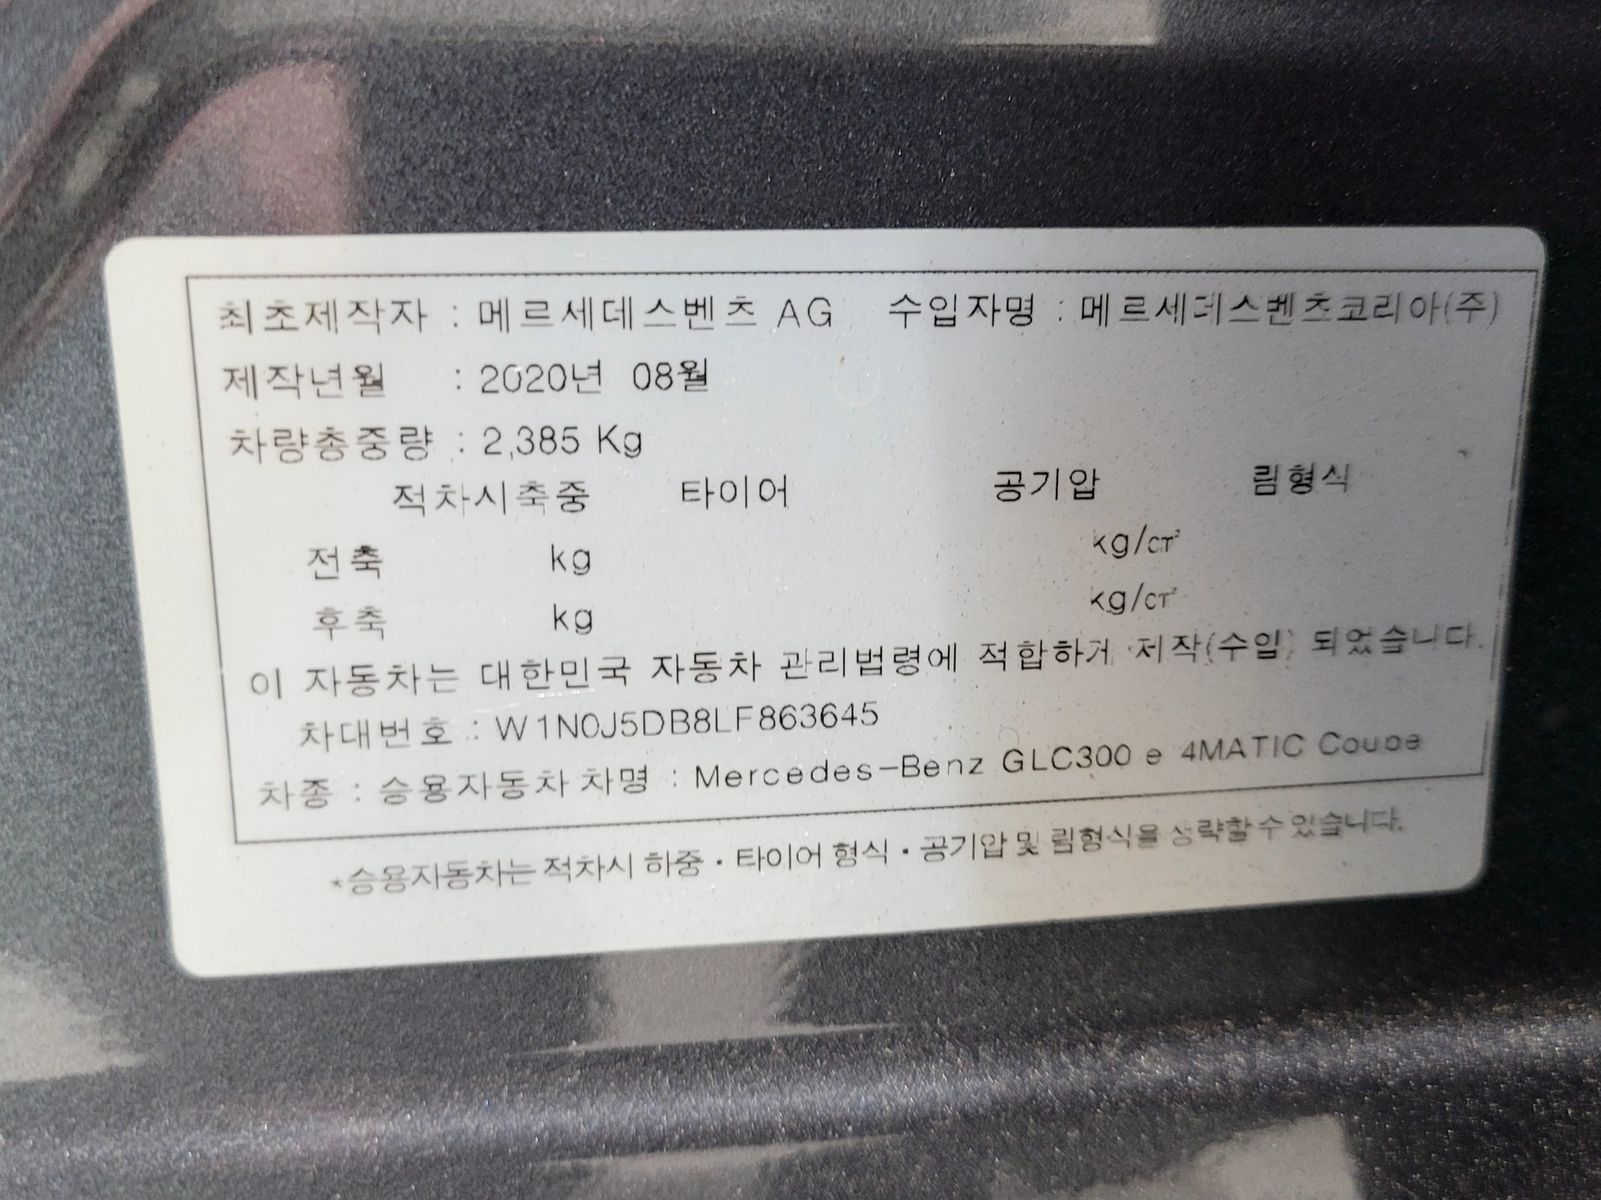 최초제작자 : 메르세데스벤츠 AG 수입자명 : 메르세데스벤츠코리아(주)
제작년월 : 2020년 08월
차량총중량 : 2,385 Kg
적차시축중 타이어 공기압 림형식
전축 kg kg/cm²
후축 kg kg/cm²
이 자동차는 대한민국 자동차 관리법령에 적합하게 제작(수입) 되었습니다.
차대번호 : W1N0J5DB8LF863645
차종 : 승용자동차 차명 : Mercedes-Benz GLC300 e 4MATIC Coupe
*승용자동차는 적차시 하중·타이어 형식·공기압 및 림형식을 생략할 수 있습니다.